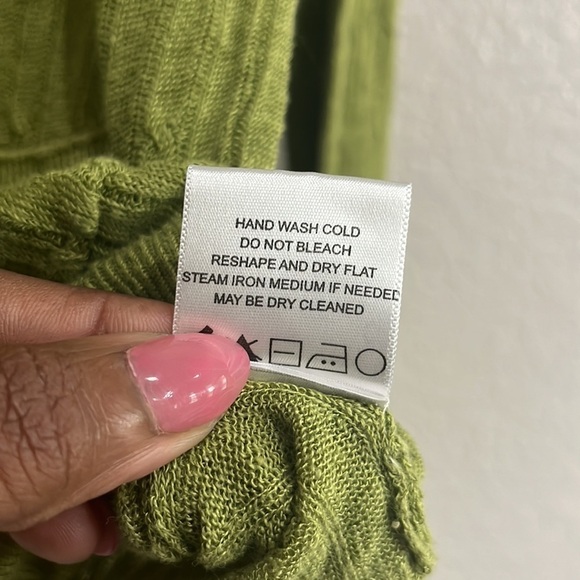 HAND WASH COLD
DO NOT BLEACH
RESHAPE AND DRY FLAT
STEAM IRON MEDIUM IF NEEDED
MAY BE DRY CLEANED